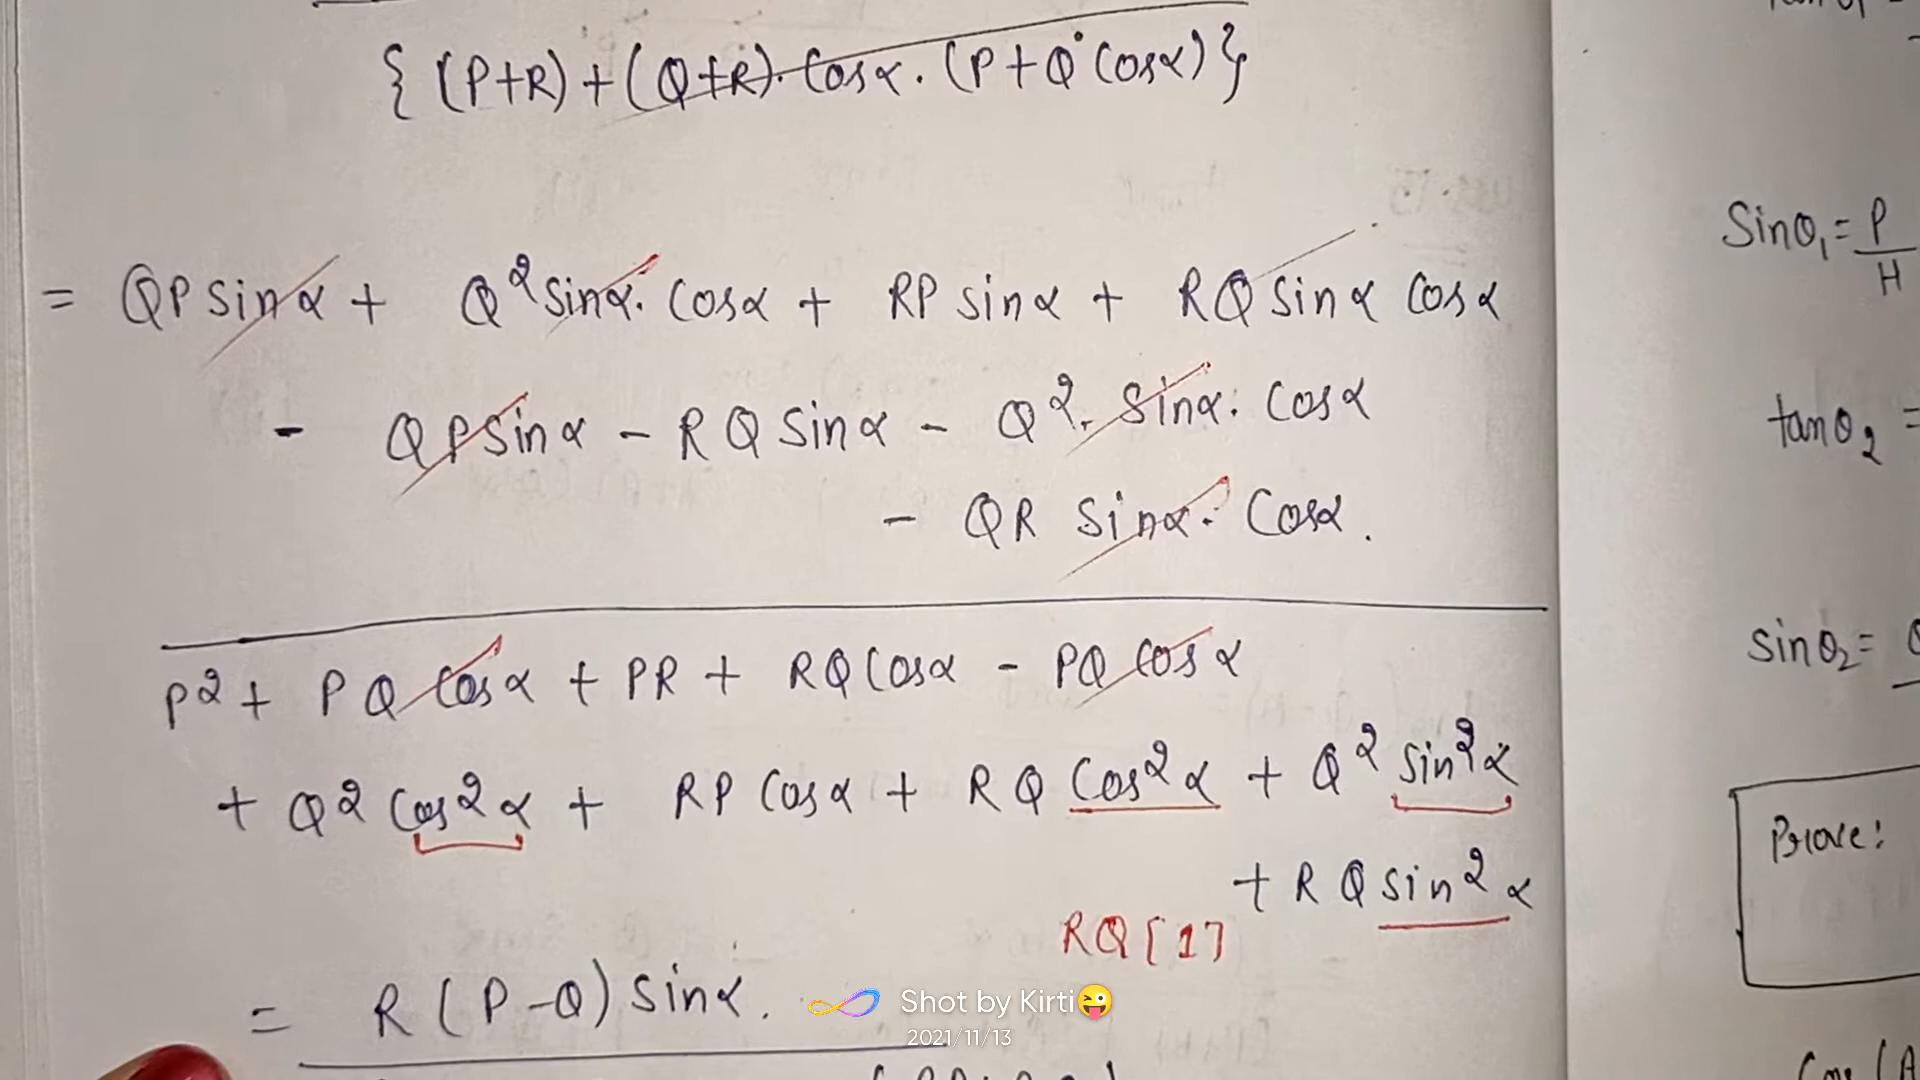 { (P+R) + (Q+R). Cosα. (P+Q Cosα) }
= QP sinα + Q² sinα. Cosα + RP sinα + RQ sinα Cosα
- QP Sinα - RQ Sinα - Q². Sinα. Cosα
- QR Sinα. Cosα.
P² + PQ Cosα + PR + RQ Cosα - PQ Cosα
+ Q² Cos²α + RP Cosα + RQ Cos²α + Q² Sin²α
+ RQ sin²α
RQ[1]
= R(P-Q) Sinα.
Shot by Kirti😜
2021/11/13
Sinθ₁ = P
H
tanθ₂ =
sinθ₂ =
Prove: